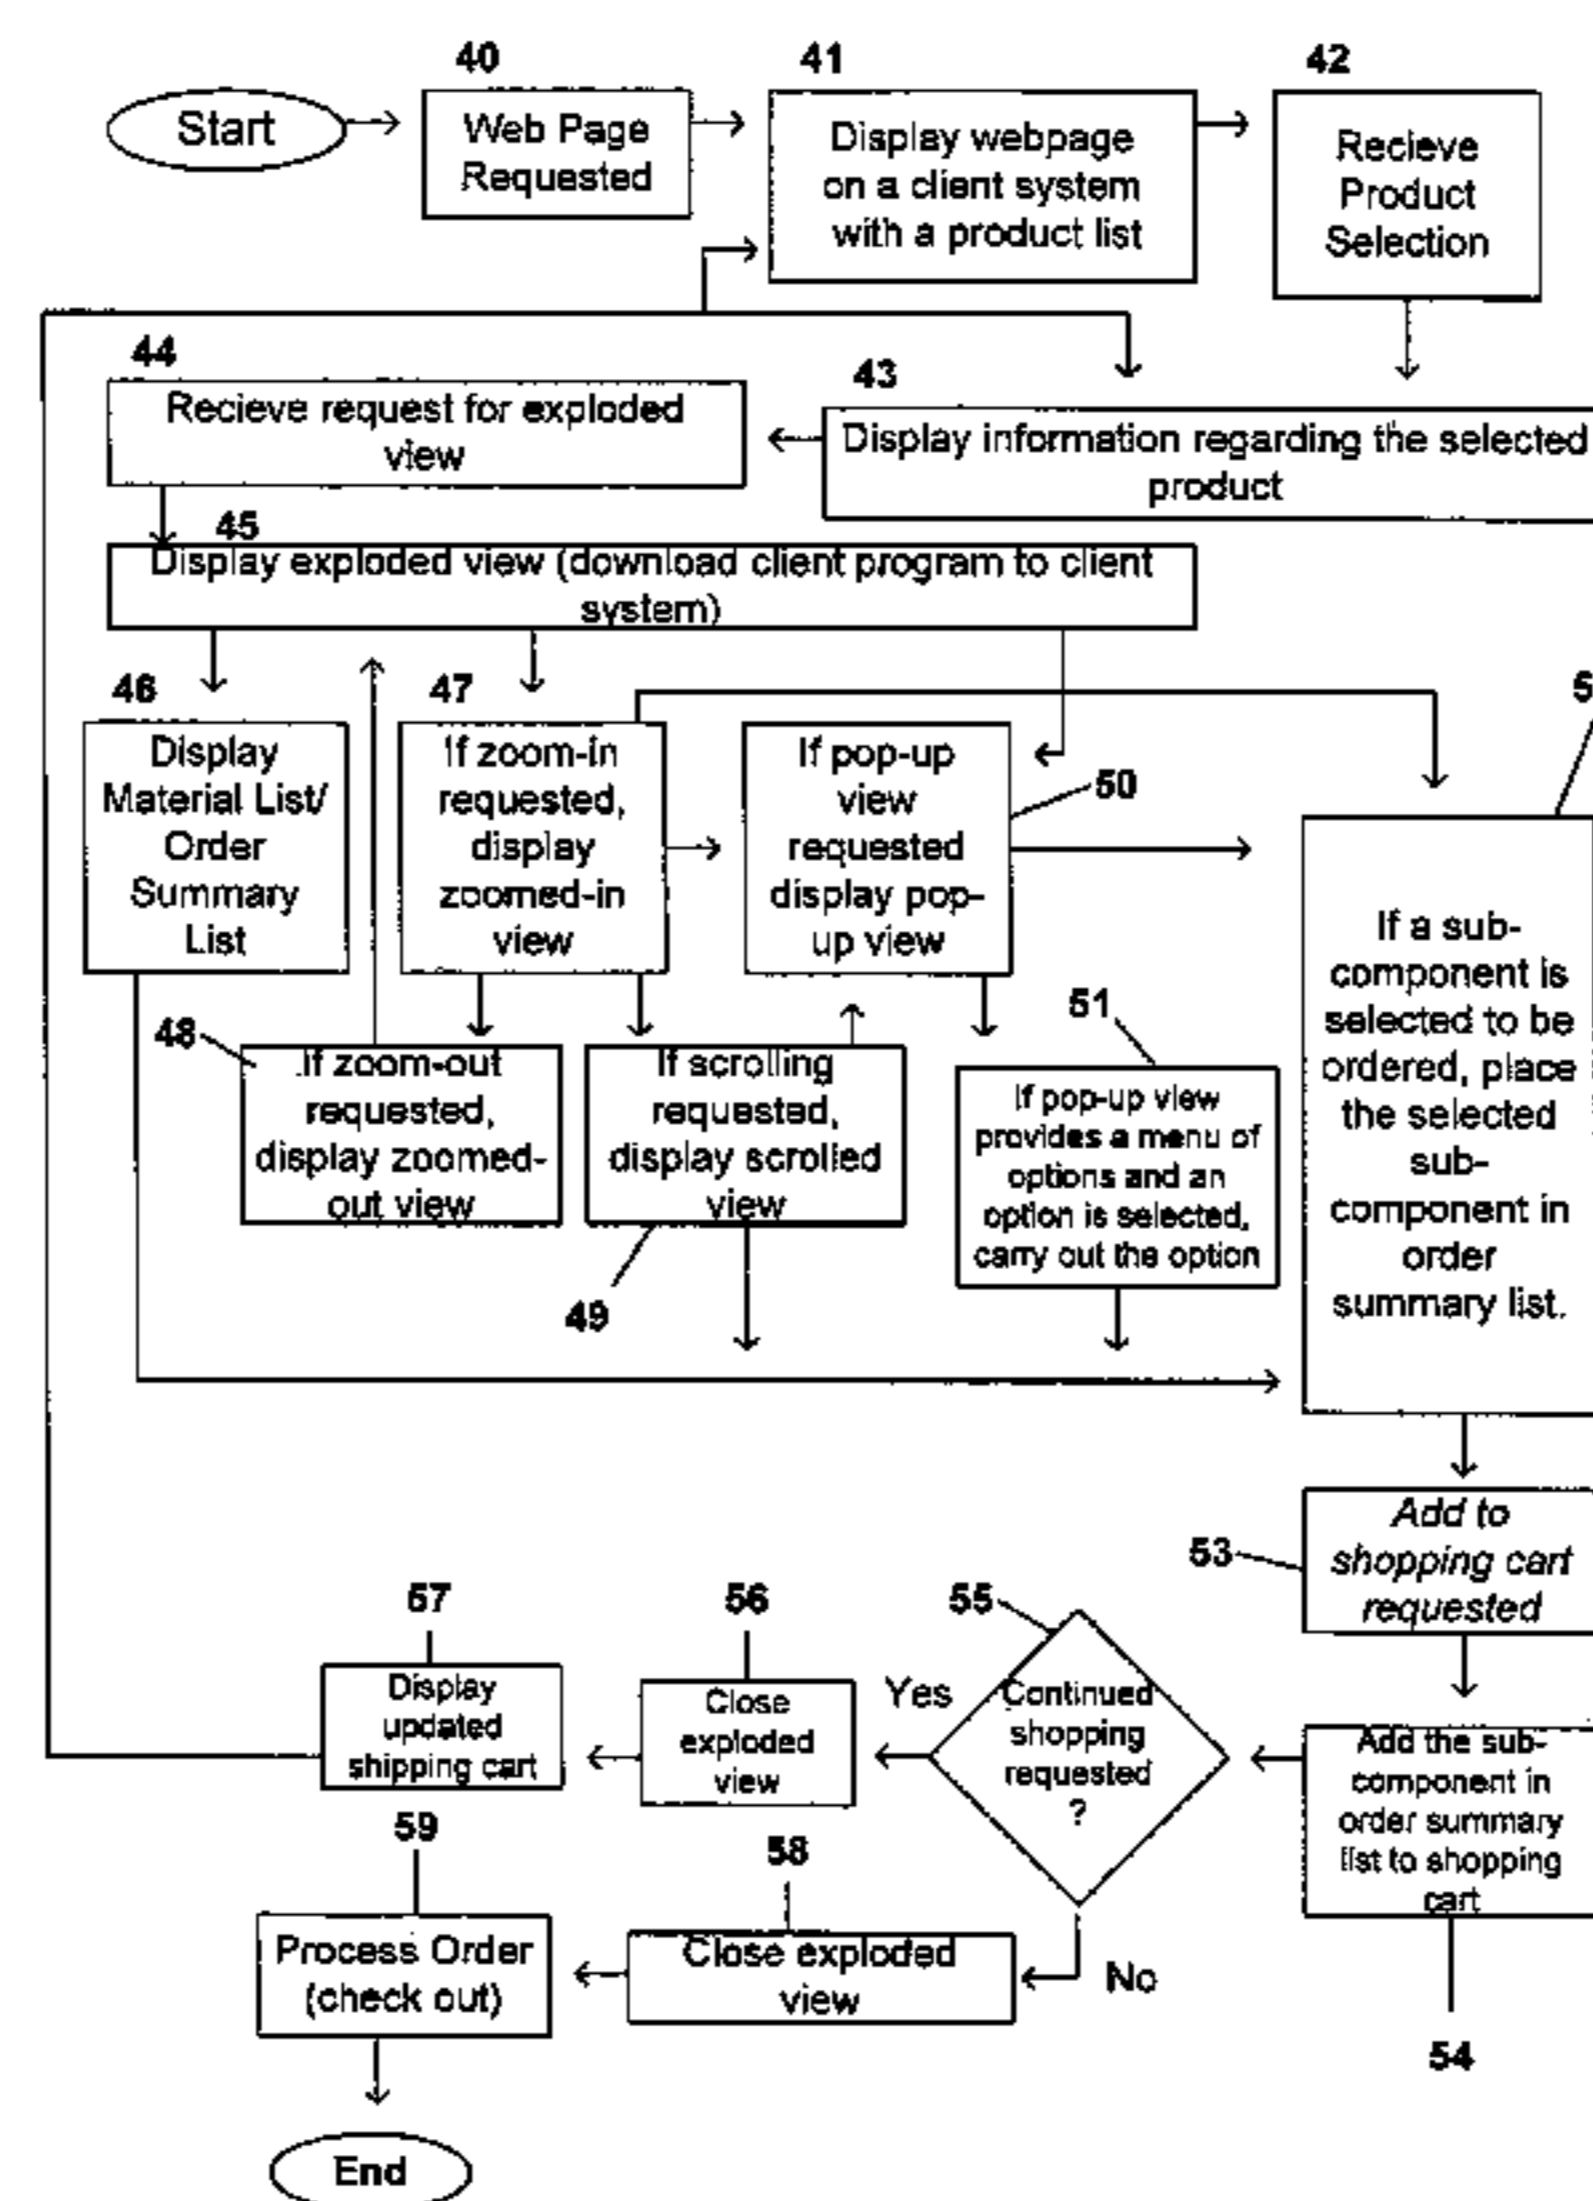 40
41
42
Start
Web Page
Requested
Display webpage
on a client system
with a product list
Recieve
Product
Selection
44
43
Recieve request for exploded
view
Display information regarding the selected
product
45
Display exploded view (download client program to client
system)
46
47
Display
Material List/
Order
Summary
List
If zoom-in
requested,
display
zoomed-in
view
If pop-up
view
requested
display pop-
up view
50
5
If a sub-
component is
selected to be
ordered, place
the selected
sub-
component in
order
summary list.
48
If zoom-out
requested,
display zoomed-
out view
If scrolling
requested,
display scrolled
view
49
51
If pop-up view
provides a menu of
options and an
option is selected,
carry out the option
53
Add to
shopping cart
requested
57
56
55
Display
updated
shipping cart
Close
exploded
view
Yes
Continued
shopping
requested
?
Add the sub-
component in
order summary
list to shopping
cart
59
58
Process Order
(check out)
Close exploded
view
No
54
End